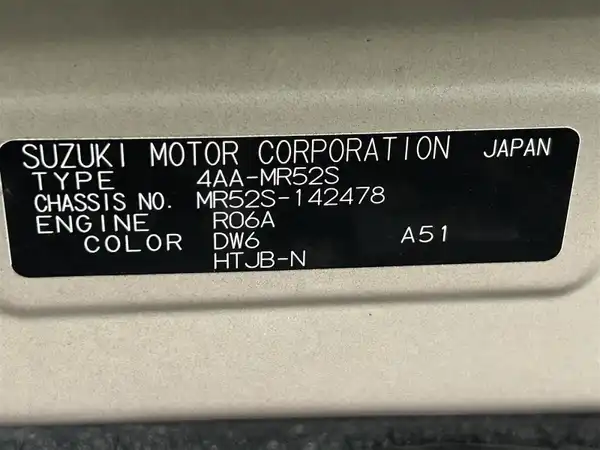 SUZUKI MOTOR CORPORATION JAPAN
TYPE 4AA-MR52S
CHASSIS NO. MR52S-142478
ENGINE R06A
COLOR DW6 A51
HTJB-N